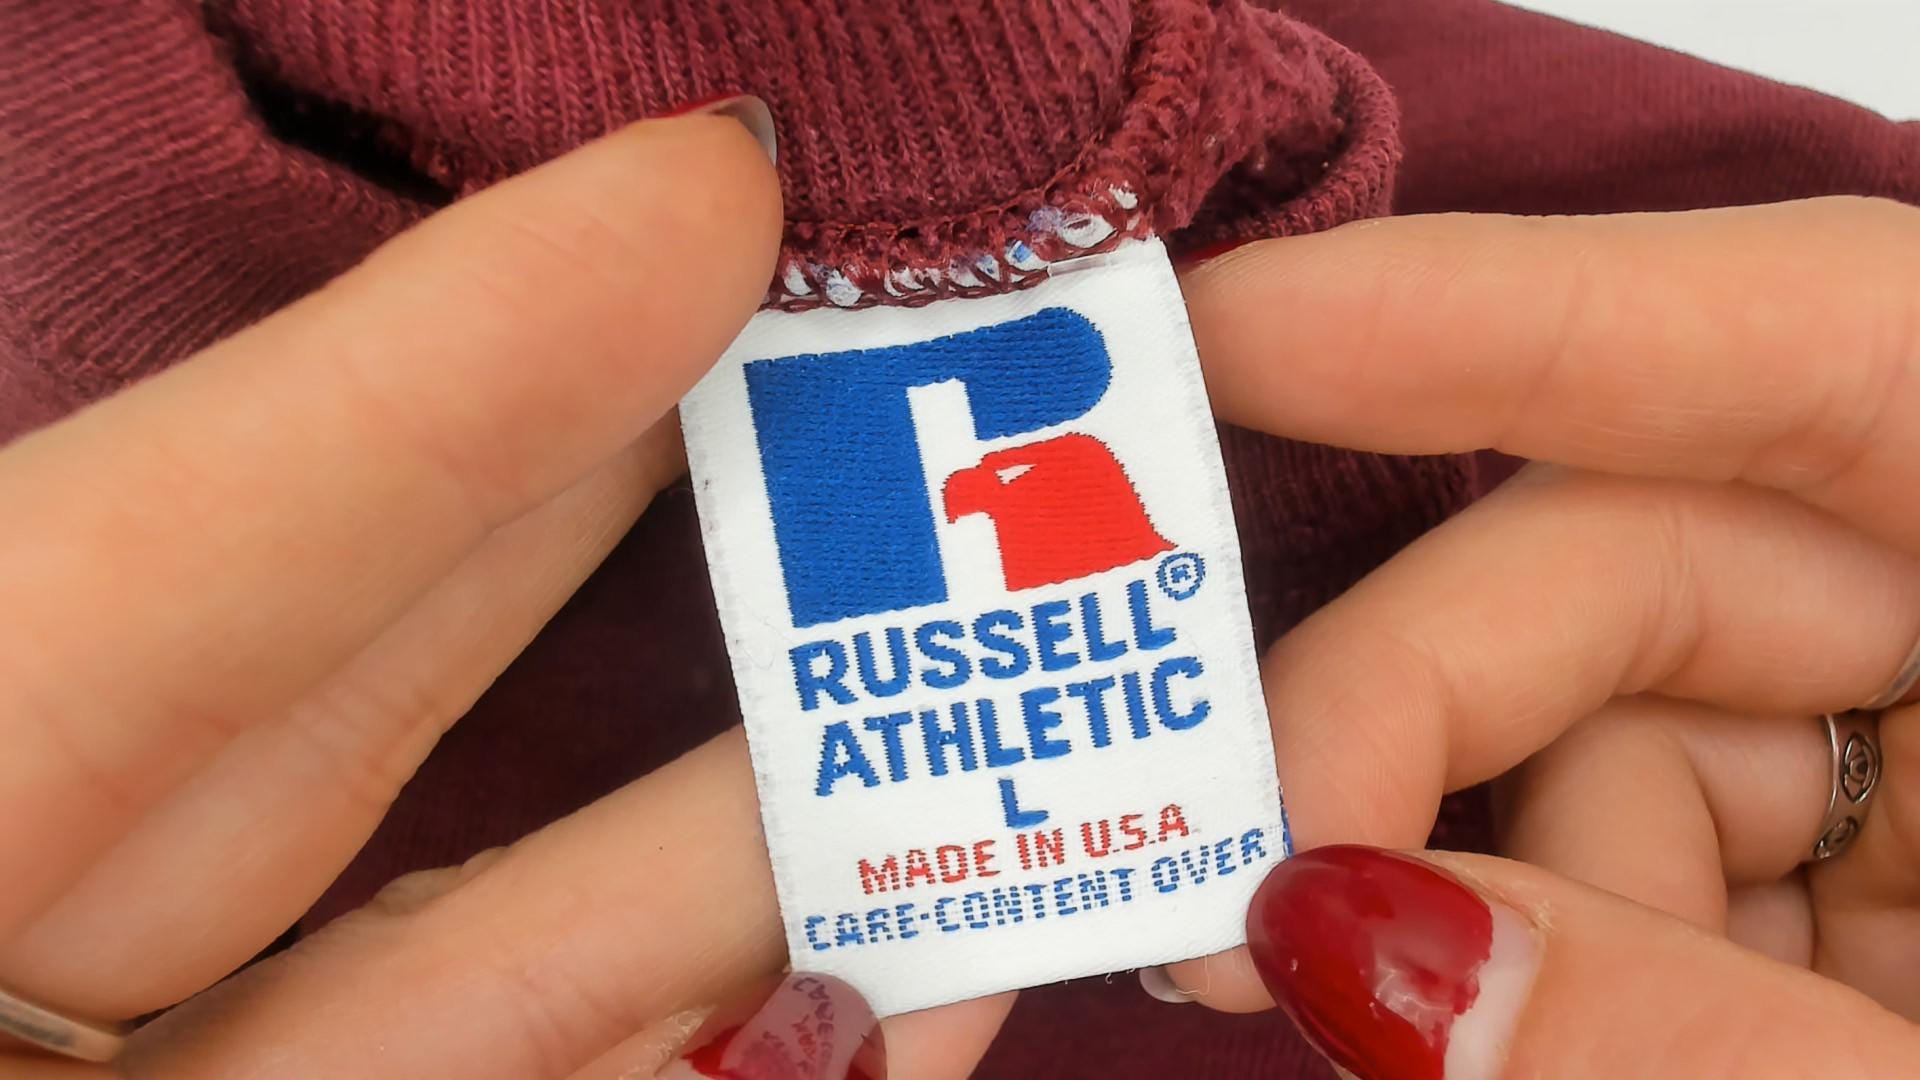 RUSSELL®
ATHLETIC
L
MADE IN U.S.A
CARE·CONTENT OVER